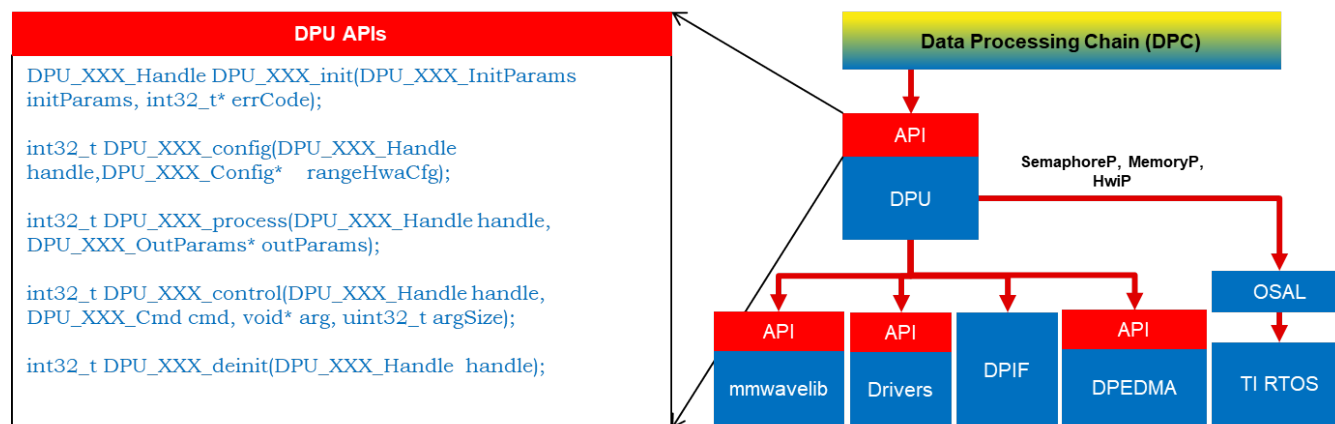 DPU APIs
DPU_XXX_Handle DPU_XXX_init(DPU_XXX_InitParams
initParams, int32_t* errCode);
int32_t DPU_XXX_config(DPU_XXX_Handle
handle,DPU_XXX_Config* rangeHwaCfg);
int32_t DPU_XXX_process(DPU_XXX_Handle handle,
DPU_XXX_OutParams* outParams);
int32_t DPU_XXX_control(DPU_XXX_Handle handle,
DPU_XXX_Cmd cmd, void* arg, uint32_t argSize);
int32_t DPU_XXX_deinit(DPU_XXX_Handle handle);
Data Processing Chain (DPC)
API
DPU
SemaphoreP, MemoryP,
HwiP
API
mmwavelib
API
Drivers
DPIF
API
DPEDMA
OSAL
TI RTOS